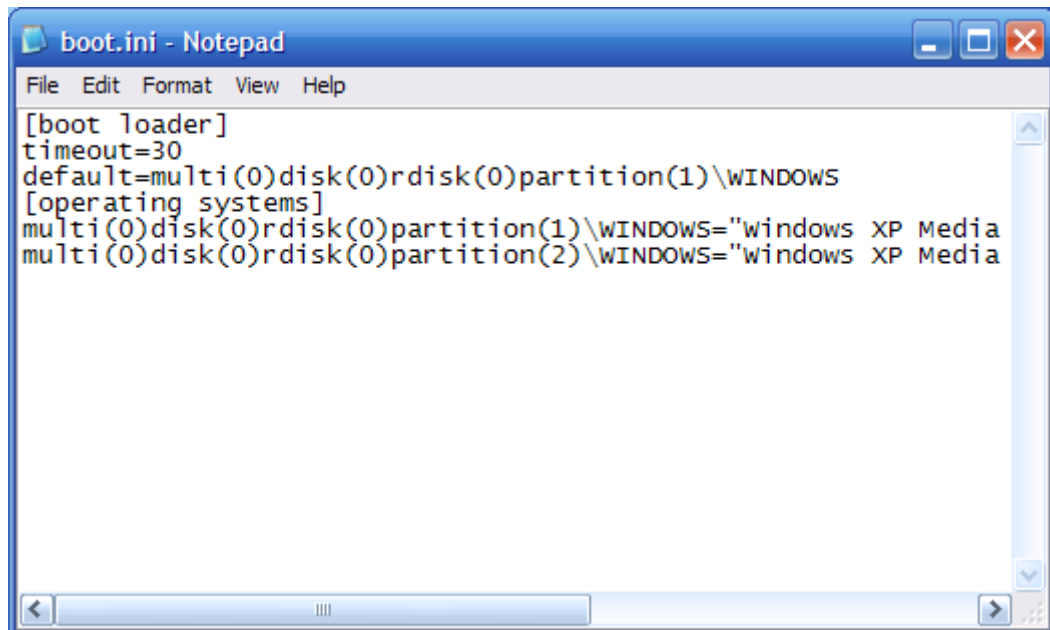 boot.ini - Notepad
File Edit Format View Help
[boot loader]
timeout=30
default=multi(0)disk(0)rdisk(0)partition(1)\WINDOWS
[operating systems]
multi(0)disk(0)rdisk(0)partition(1)\WINDOWS="Windows XP Media
multi(0)disk(0)rdisk(0)partition(2)\WINDOWS="Windows XP Media